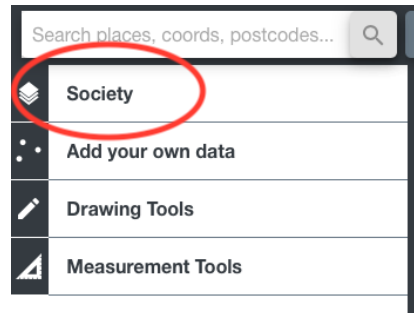 Search places, coords, postcodes...
Society
Add your own data
Drawing Tools
Measurement Tools